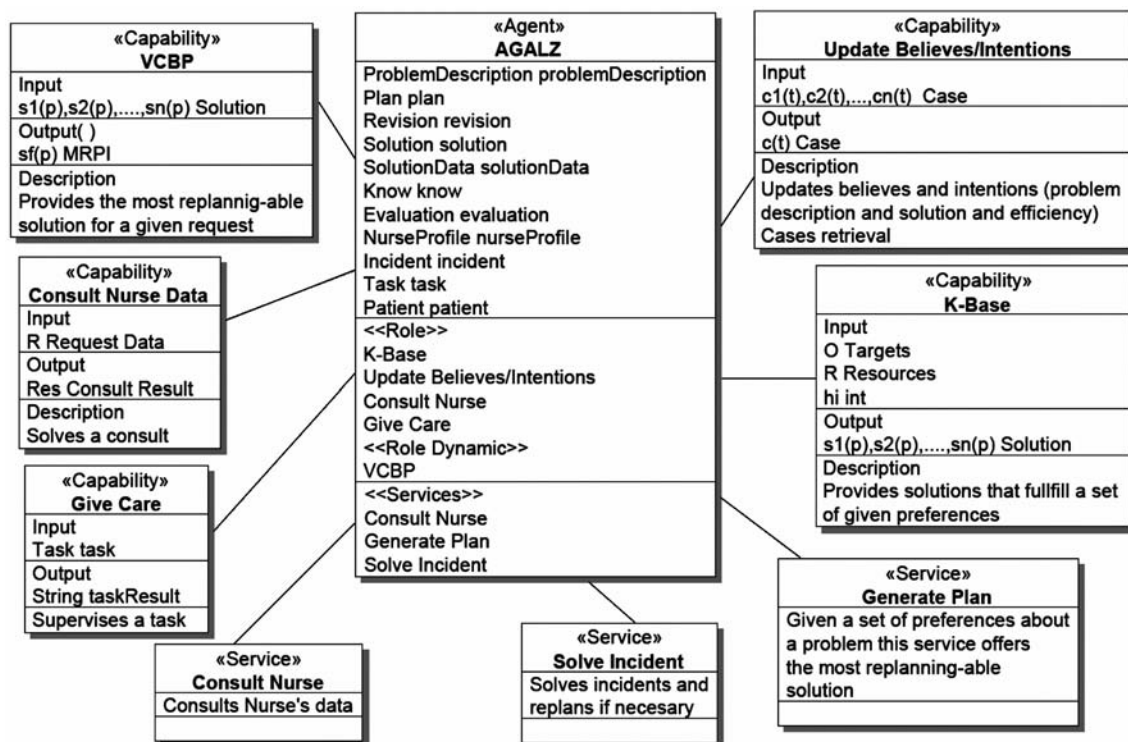 «Capability»
VCBP
Input
s1(p),s2(p),....,sn(p) Solution
Output( )
sf(p) MRPI
Description
Provides the most replannig-able
solution for a given request
«Capability»
Consult Nurse Data
Input
R Request Data
Output
Res Consult Result
Description
Solves a consult
«Capability»
Give Care
Input
Task task
Output
String taskResult
Supervises a task
«Service»
Consult Nurse
Consults Nurse's data
«Agent»
AGALZ
ProblemDescription problemDescription
Plan plan
Revision revision
Solution solution
SolutionData solutionData
Know know
Evaluation evaluation
NurseProfile nurseProfile
Incident incident
Task task
Patient patient
<<Role>>
K-Base
Update Believes/Intentions
Consult Nurse
Give Care
<<Role Dynamic>>
VCBP
<<Services>>
Consult Nurse
Generate Plan
Solve Incident
«Service»
Solve Incident
Solves incidents and
replans if necesary
«Capability»
Update Believes/Intentions
Input
c1(t),c2(t),...,cn(t) Case
Output
c(t) Case
Description
Updates believes and intentions (problem
description and solution and efficiency)
Cases retrieval
«Capability»
K-Base
Input
O Targets
R Resources
hi int
Output
s1(p),s2(p),....,sn(p) Solution
Description
Provides solutions that fullfill a set
of given preferences
«Service»
Generate Plan
Given a set of preferences about
a problem this service offers
the most replanning-able
solution